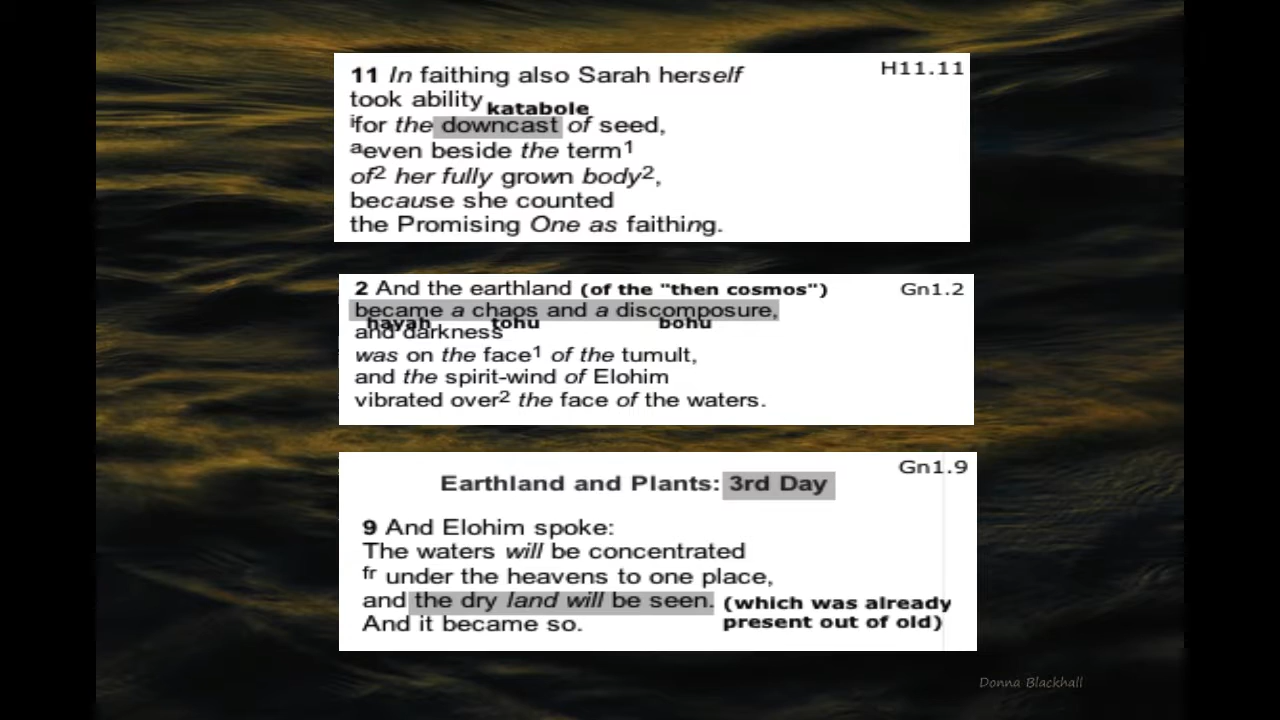 H11.11
11 In faithing also Sarah herself
took ability
katabole
ifor the downcast of seed,
aeven beside the term1
of2 her fully grown body2,
because she counted
the Promising One as faithing.
Gn1.2
2 And the earthland (of the "then cosmos")
became a chaos and a discomposure,
hayah tohu bohu
and darkness
was on the face1 of the tumult,
and the spirit-wind of Elohim
vibrated over2 the face of the waters.
Gn1.9
Earthland and Plants: 3rd Day
9 And Elohim spoke:
The waters will be concentrated
fr under the heavens to one place,
and the dry land will be seen. (which was already
And it became so. present out of old)
Donna Blackhall